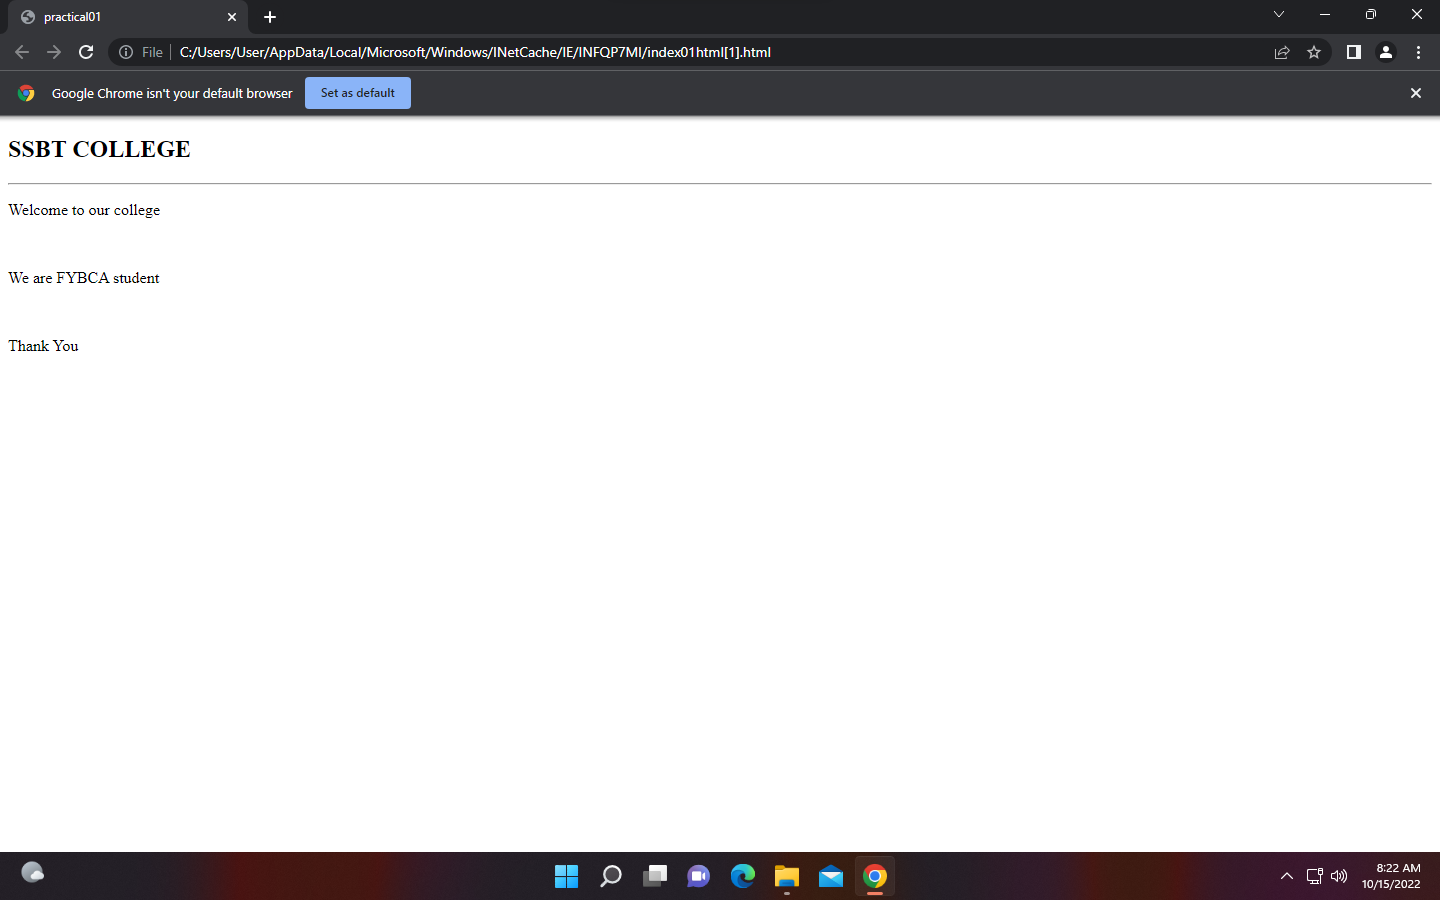 practical01
File
C:/Users/User/AppData/Local/Microsoft/Windows/INetCache/IE/INFQP7MI/index01html[1].html
Google Chrome isn't your default browser
Set as default
SSBT COLLEGE
Welcome to our college
We are FYBCA student
Thank You
8:22 AM
10/15/2022